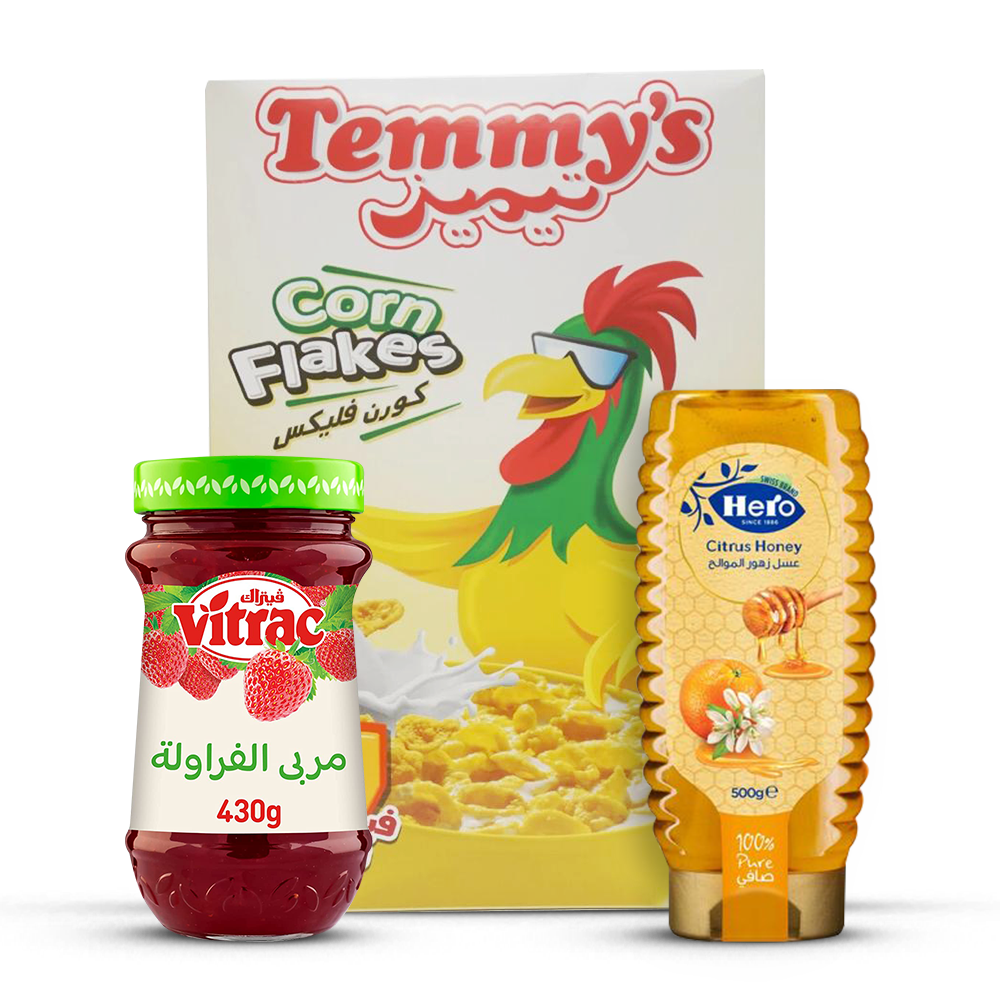 Temmy's
تيميز
Corn
Flakes
كورن فليكس
ڤيتراك
Vitrac
مربى الفراولة
430g
SWISS BRAND
Hero
SINCE 1886
Citrus Honey
عسل زهور الموالح
500g℮
100%
Pure
صافي